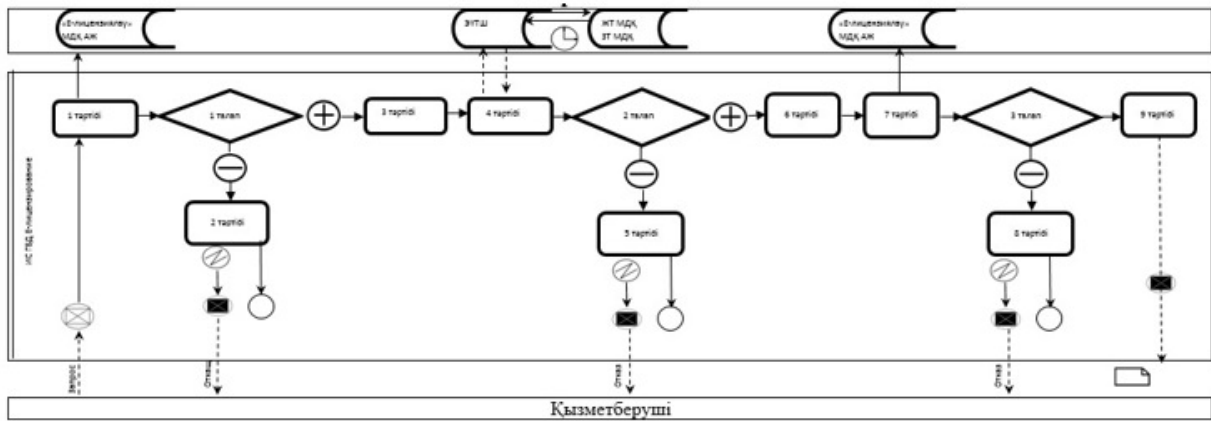 «Е-лицензиялау»
МДҚ АЖ
ЭҮТШ
ЖТ МДҚ
ЗТ МДҚ
«Е-лицензиялау»
МДҚ АЖ
1 тәртібі
1 талап
3 тәртібі
4 тәртібі
2 талап
6 тәртібі
7 тәртібі
3 талап
9 тәртібі
2 тәртібі
5 тәртібі
8 тәртібі
ИС ГБД Е-лицензирование
Запрос
Отказ
Отказ
Қызметберуші